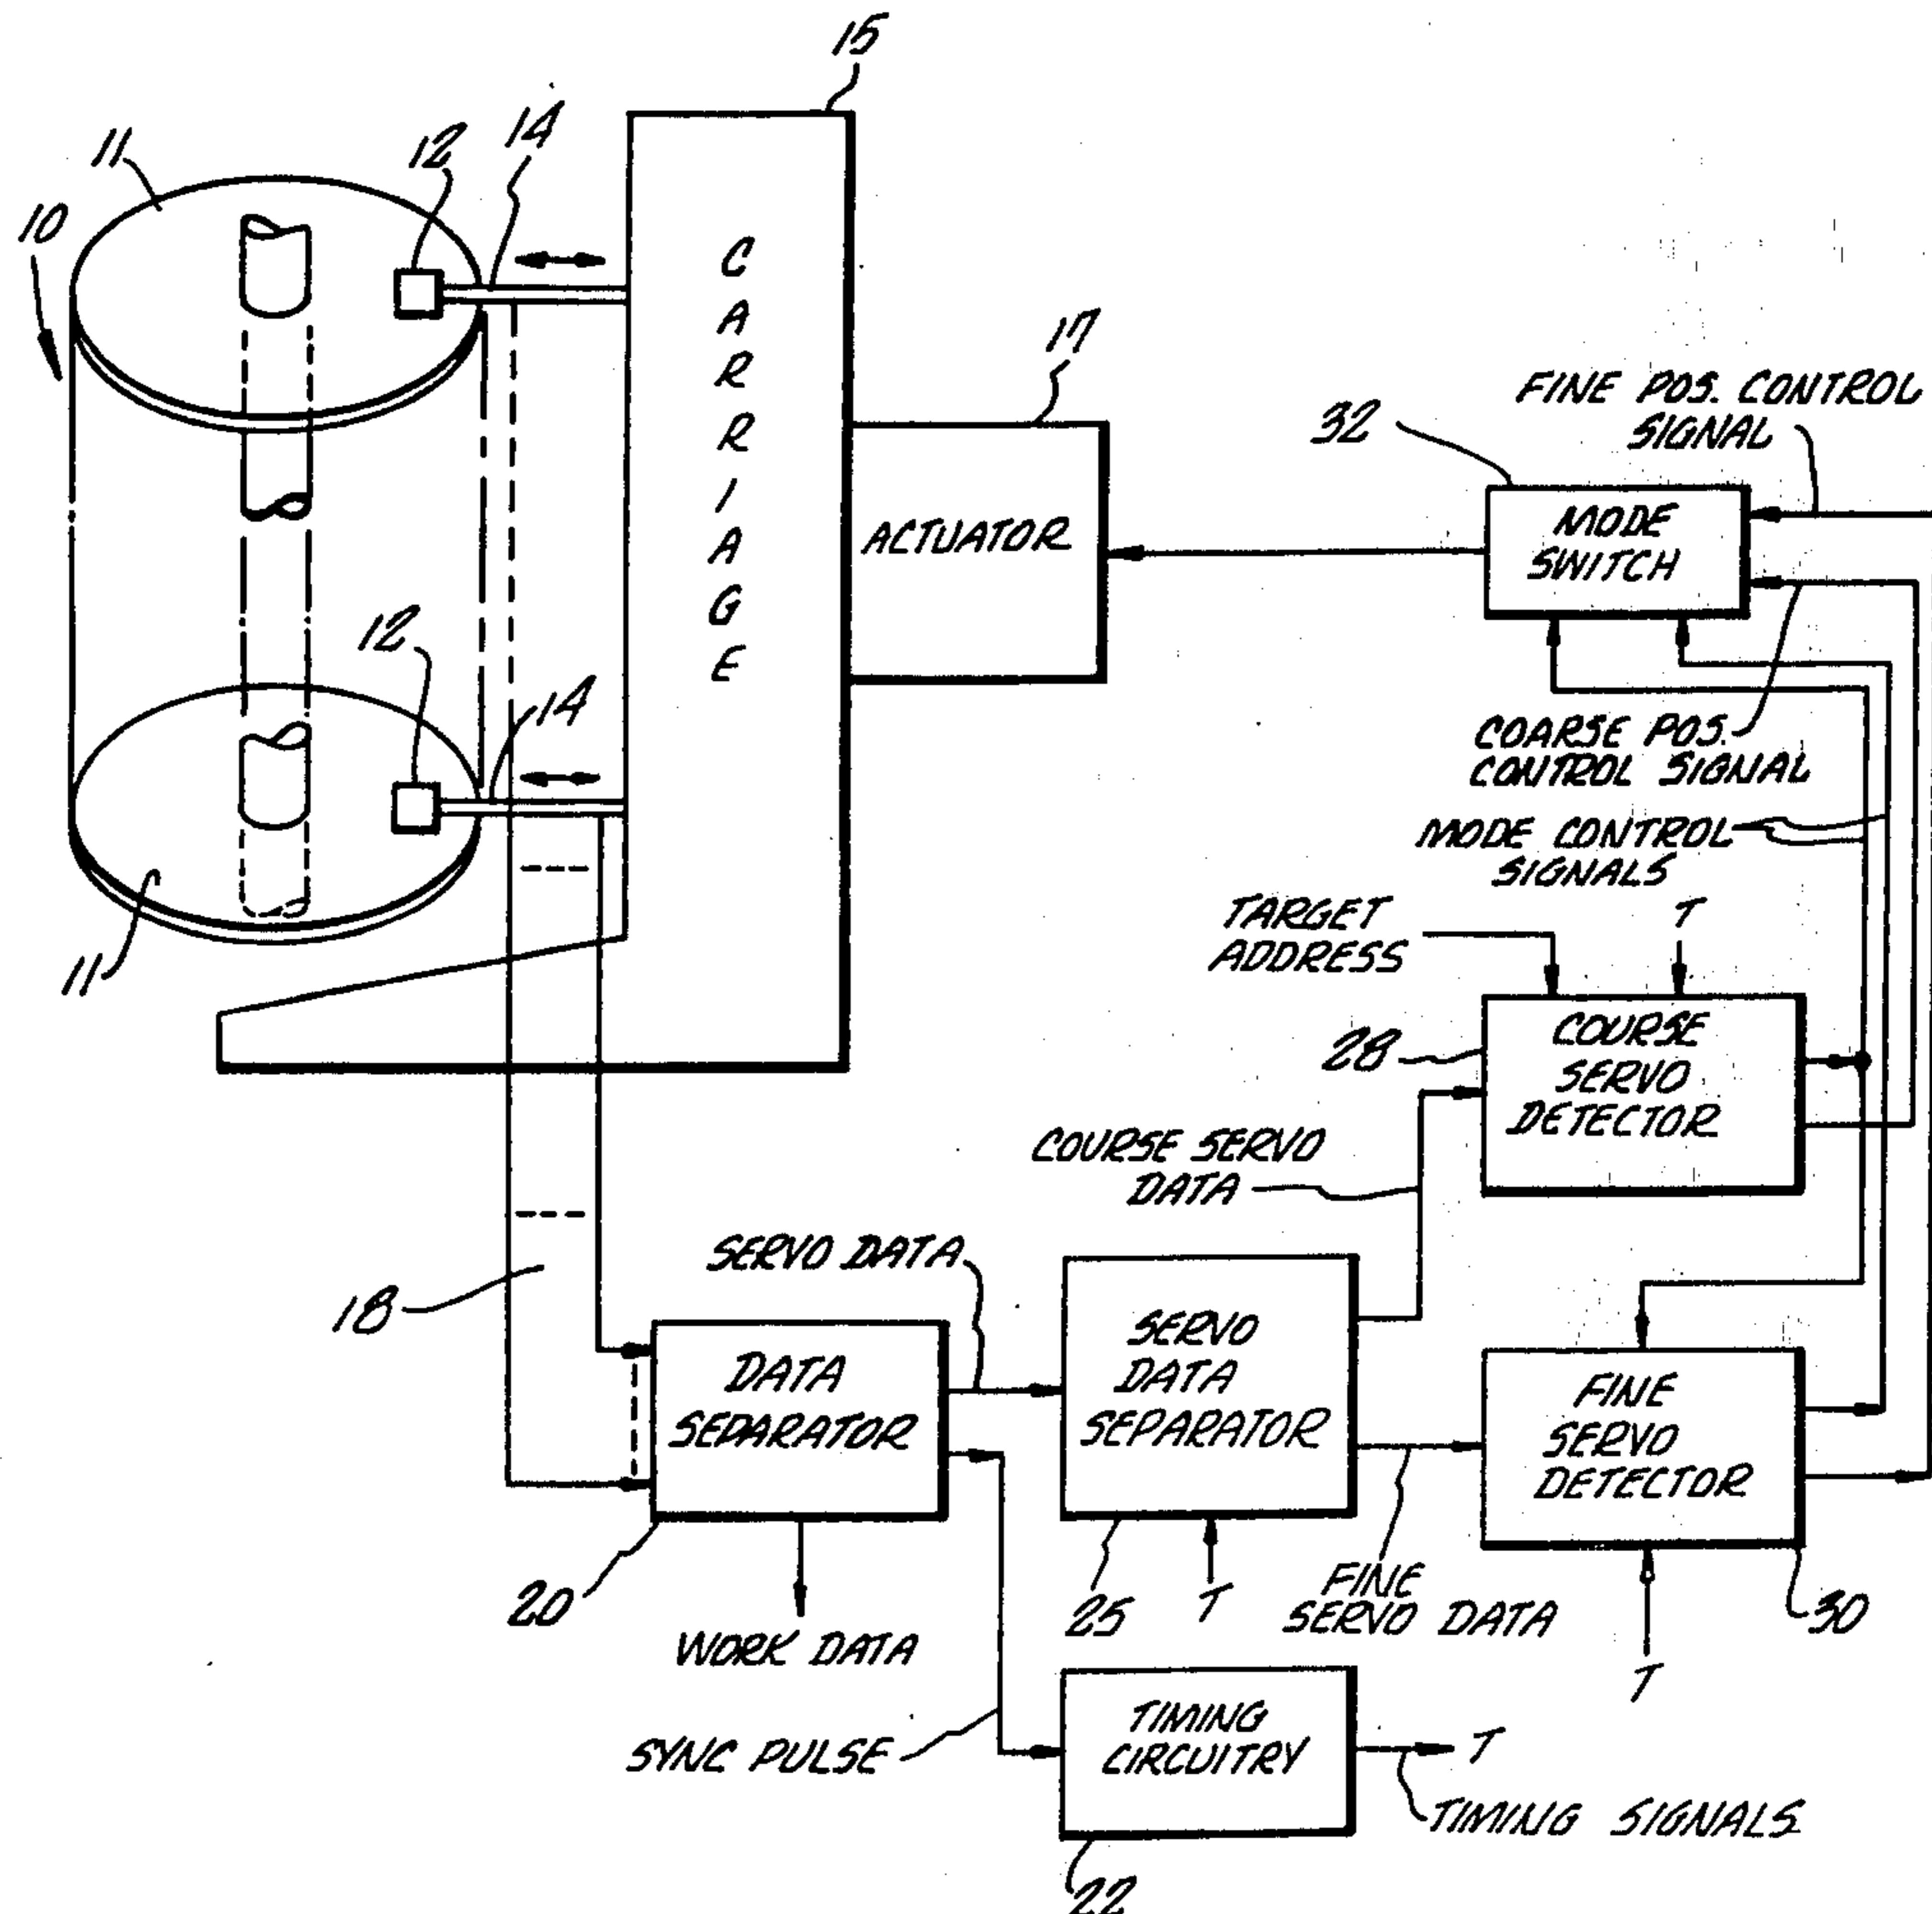 15
14
12
11
10
C
A
R
R
I
A
G
E
17
FINE POS. CONTROL
SIGNAL
32
MODE
SWITCH
ACTUATOR
12
14
COARSE POS.
CONTROL SIGNAL
MODE CONTROL
SIGNALS
TARGET
ADDRESS
T
11
28
COURSE
SERVO
DETECTOR
COURSE SERVO
DATA
SERVO DATA
18
DATA
SEPARATOR
SERVO
DATA
SEPARATOR
FINE
SERVO
DETECTOR
20
WORK DATA
25
T
FINE
SERVO DATA
30
T
SYNC PULSE
TIMING
CIRCUITRY
T
TIMING SIGNALS
22